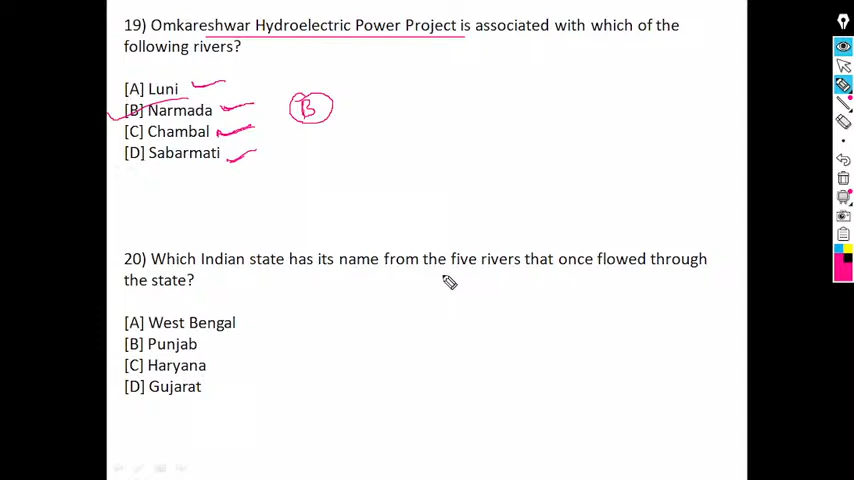 19) Omkareshwar Hydroelectric Power Project is associated with which of the
following rivers?
[A] Luni
[B] Narmada
B
[C] Chambal
[D] Sabarmati
20) Which Indian state has its name from the five rivers that once flowed through
the state?
[A] West Bengal
[B] Punjab
[C] Haryana
[D] Gujarat